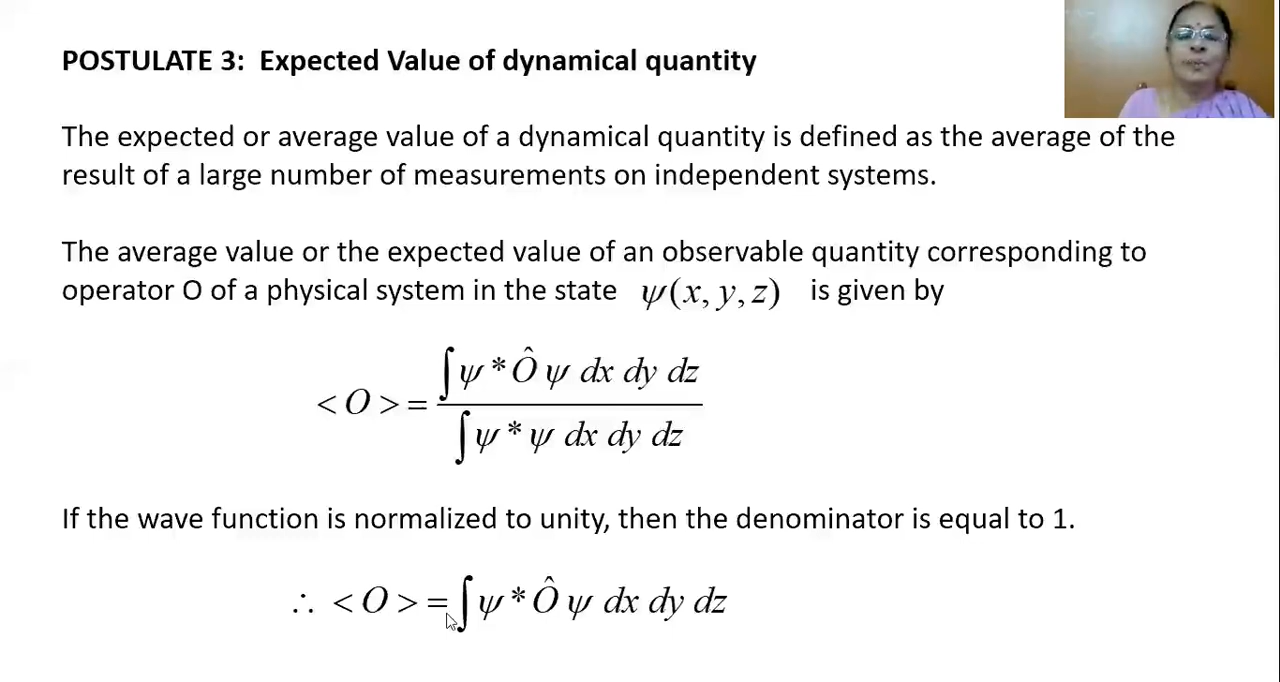 POSTULATE 3: Expected Value of dynamical quantity
The expected or average value of a dynamical quantity is defined as the average of the
result of a large number of measurements on independent systems.
The average value or the expected value of an observable quantity corresponding to
operator O of a physical system in the state ψ(x, y, z) is given by
< O > = ∫ψ * Ô ψ dx dy dz / ∫ψ * ψ dx dy dz
If the wave function is normalized to unity, then the denominator is equal to 1.
∴ < O > = ∫ψ * Ô ψ dx dy dz